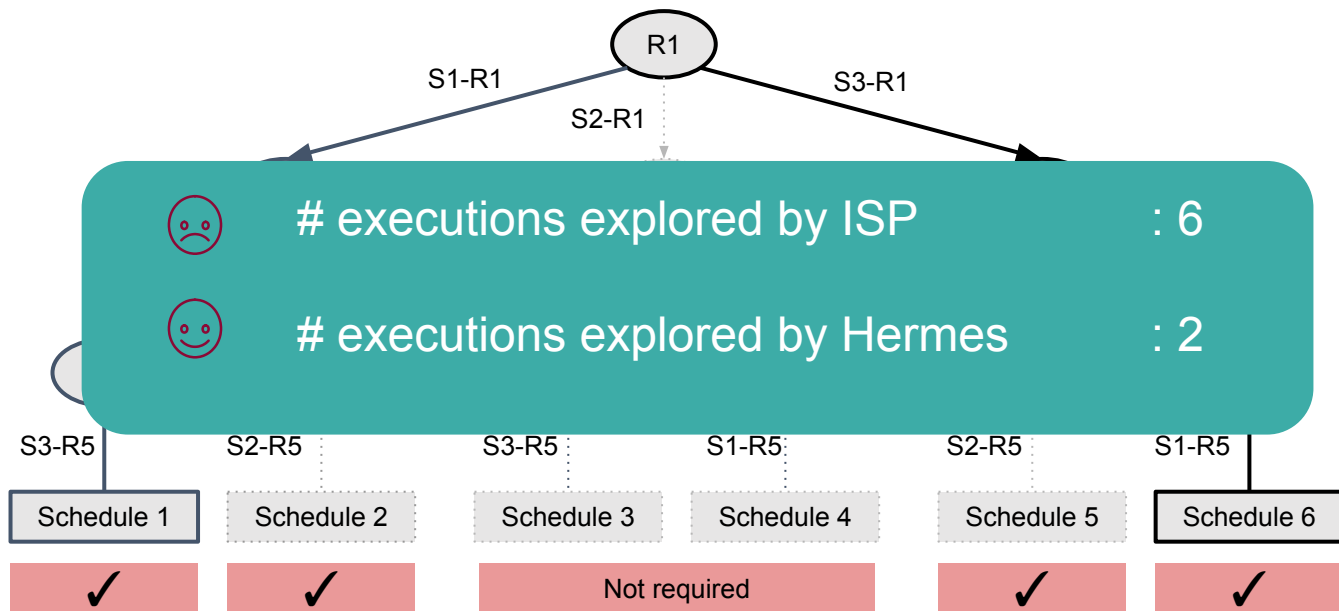 R1
S1-R1
S3-R1
S2-R1
# executions explored by ISP : 6
# executions explored by Hermes : 2
S3-R5 S2-R5 S3-R5 S1-R5 S2-R5 S1-R5
Schedule 1 Schedule 2 Schedule 3 Schedule 4 Schedule 5 Schedule 6
✓ ✓ Not required ✓ ✓